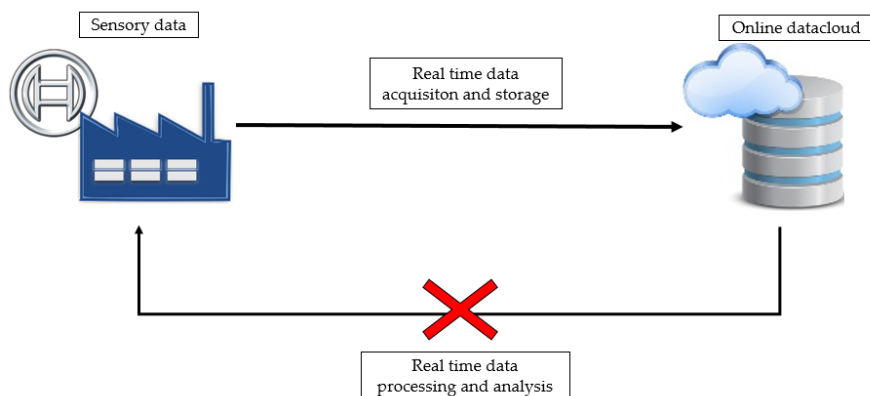 Sensory data
Online datacloud
Real time data
acquisiton and storage
Real time data
processing and analysis